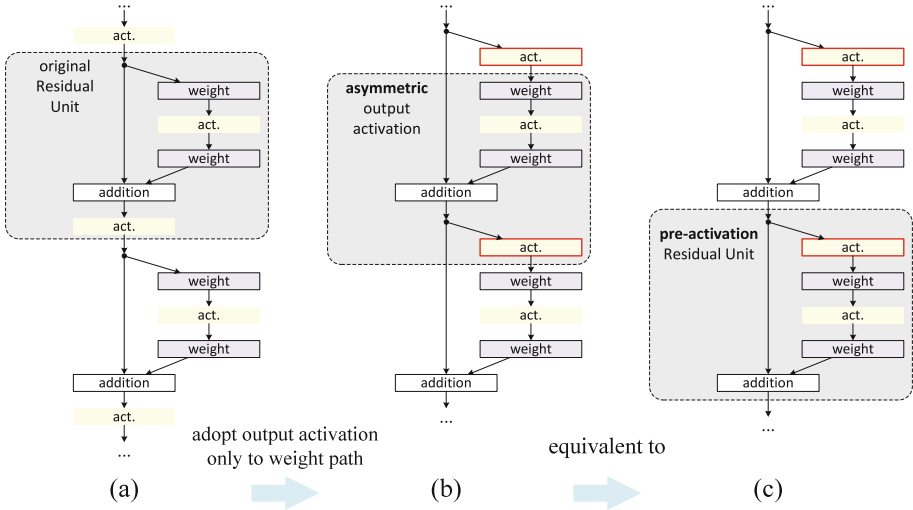 ...
act.
original
Residual
Unit
weight
act.
weight
addition
act.
weight
act.
weight
addition
act.
...
adopt output activation
only to weight path
(a)
...
act.
asymmetric
output
activation
weight
act.
weight
addition
act.
weight
act.
weight
addition
...
equivalent to
(b)
...
act.
weight
act.
weight
addition
pre-activation
Residual Unit
act.
weight
act.
weight
addition
...
(c)